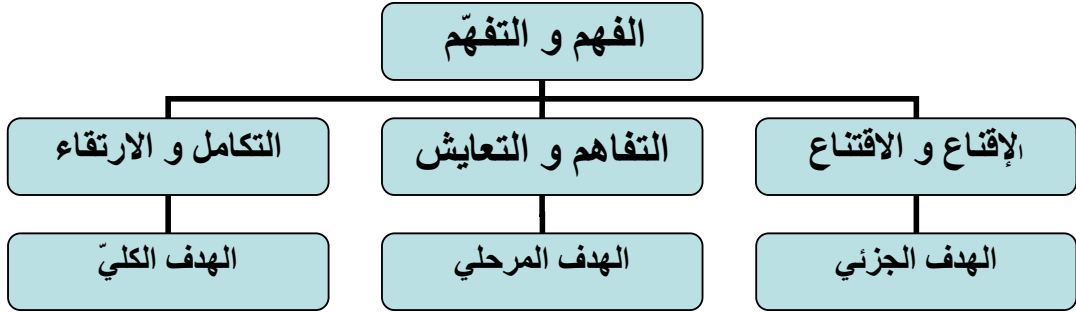 الفهم و التفهّم
الإقناع و الاقتناع
التفاهم و التعايش
التكامل و الارتقاء
الهدف الجزئي
الهدف المرحلي
الهدف الكليّ